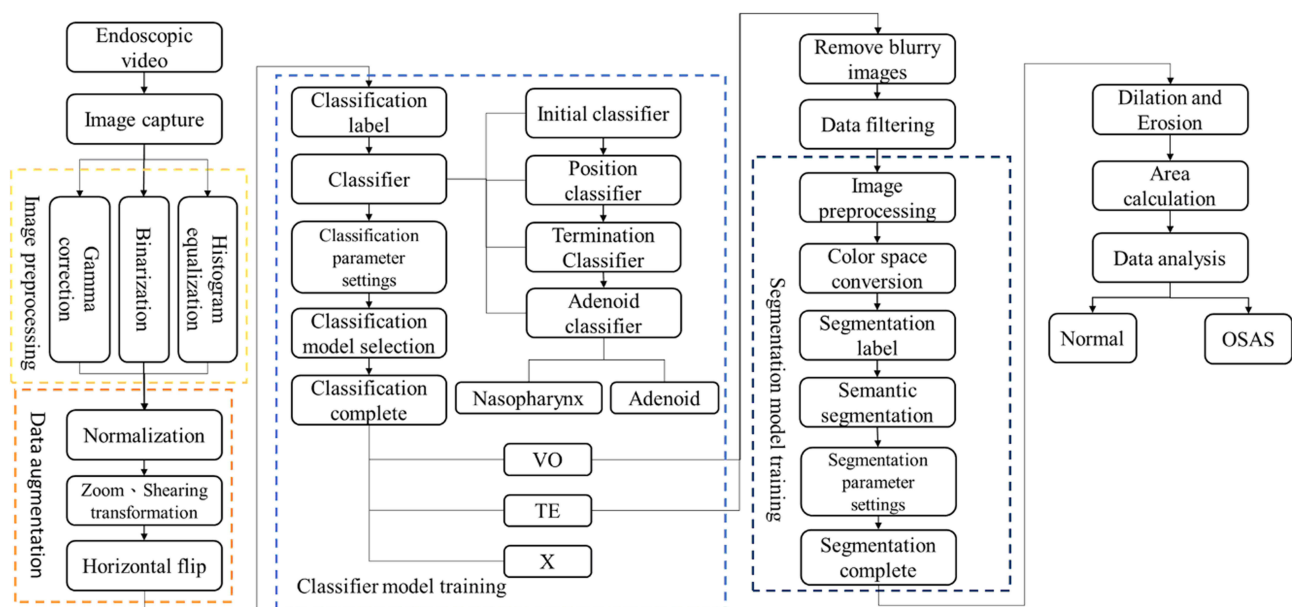 Endoscopic
video
Image capture
Image preprocessing
Gamma
correction
Binarization
Histogram
equalization
Data augmentation
Normalization
Zoom、Shearing
transformation
Horizontal flip
Classification
label
Classifier
Classification
parameter
settings
Classification
model selection
Classification
complete
Initial classifier
Position
classifier
Termination
Classifier
Adenoid
classifier
Nasopharynx
Adenoid
VO
TE
X
Classifier model training
Remove blurry
images
Data filtering
Segmentation model training
Image
preprocessing
Color space
conversion
Segmentation
label
Semantic
segmentation
Segmentation
parameter
settings
Segmentation
complete
Dilation and
Erosion
Area
calculation
Data analysis
Normal
OSAS